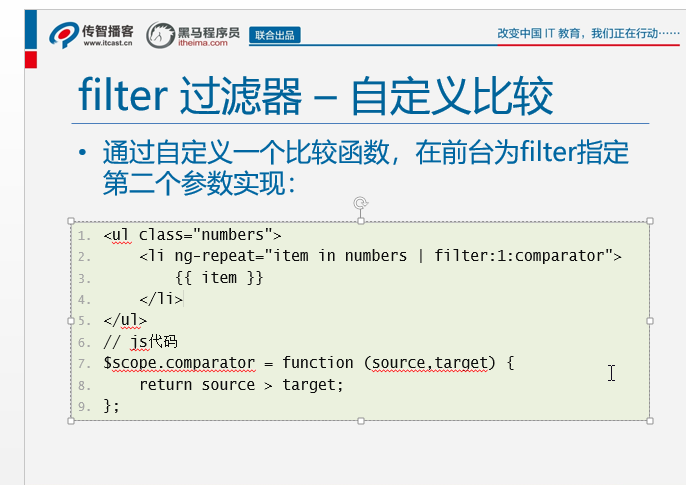 传智播客
www.itcast.cn
黑马程序员
itheima.com
联合出品
改变中国 IT 教育，我们正在行动……
filter 过滤器 – 自定义比较
• 通过自定义一个比较函数，在前台为filter指定
第二个参数实现：
1. <ul class="numbers">
2. <li ng-repeat="item in numbers | filter:1:comparator">
3. {{ item }}
4. </li>
5. </ul>
6. // js代码
7. $scope.comparator = function (source,target) {
8. return source > target;
9. };